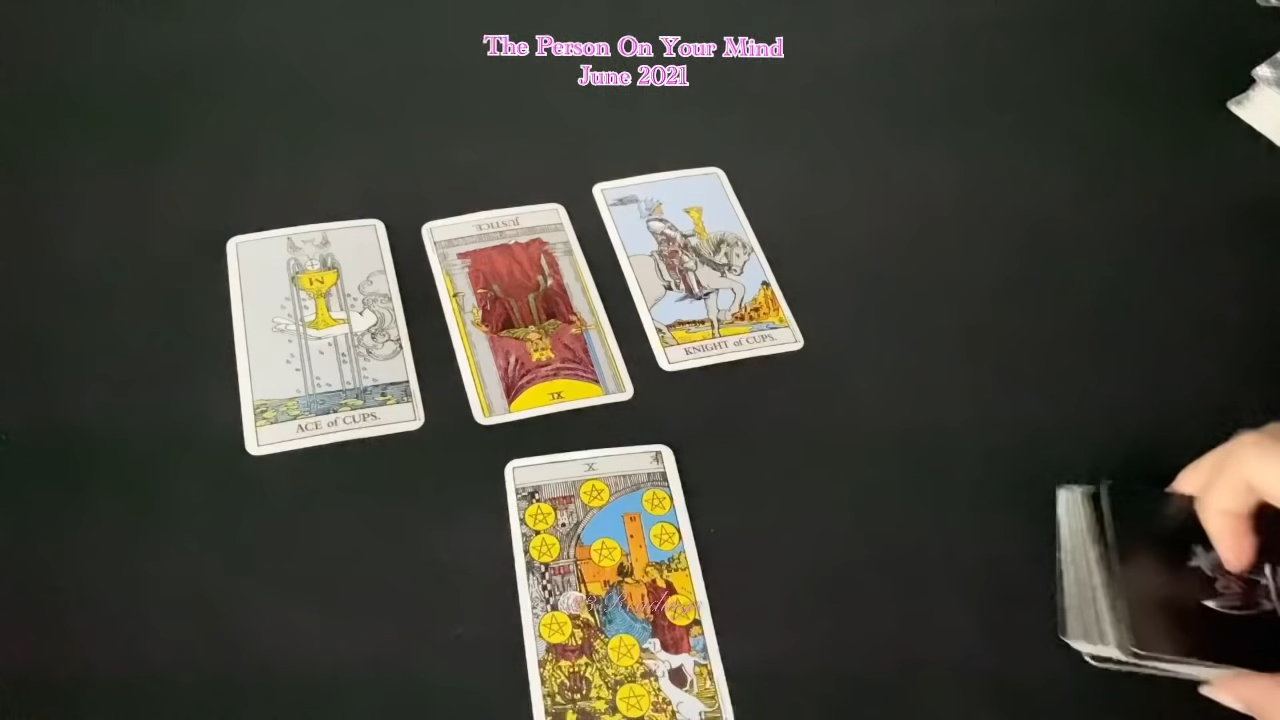 The Person On Your Mind
June 2021
JUSTICE
XI
ACE of CUPS.
KNIGHT of CUPS.
X